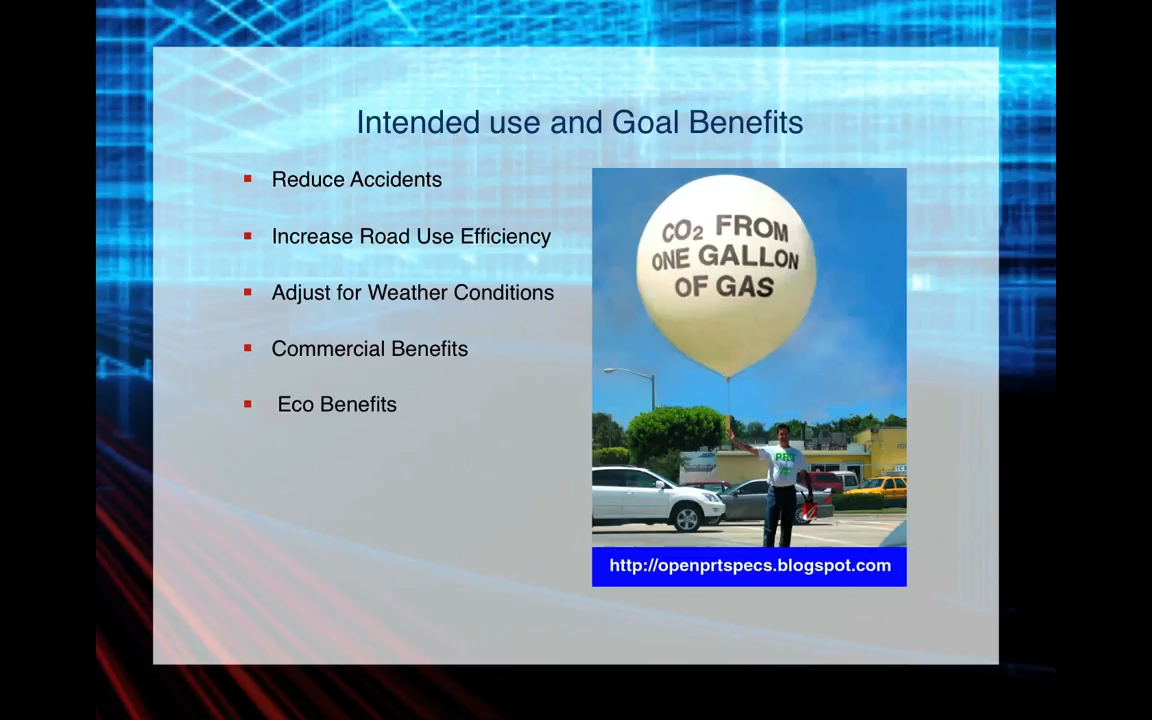 Intended use and Goal Benefits
Reduce Accidents
Increase Road Use Efficiency
Adjust for Weather Conditions
Commercial Benefits
Eco Benefits
CO₂ FROM
ONE GALLON
OF GAS
PRT
http://openprtspecs.blogspot.com